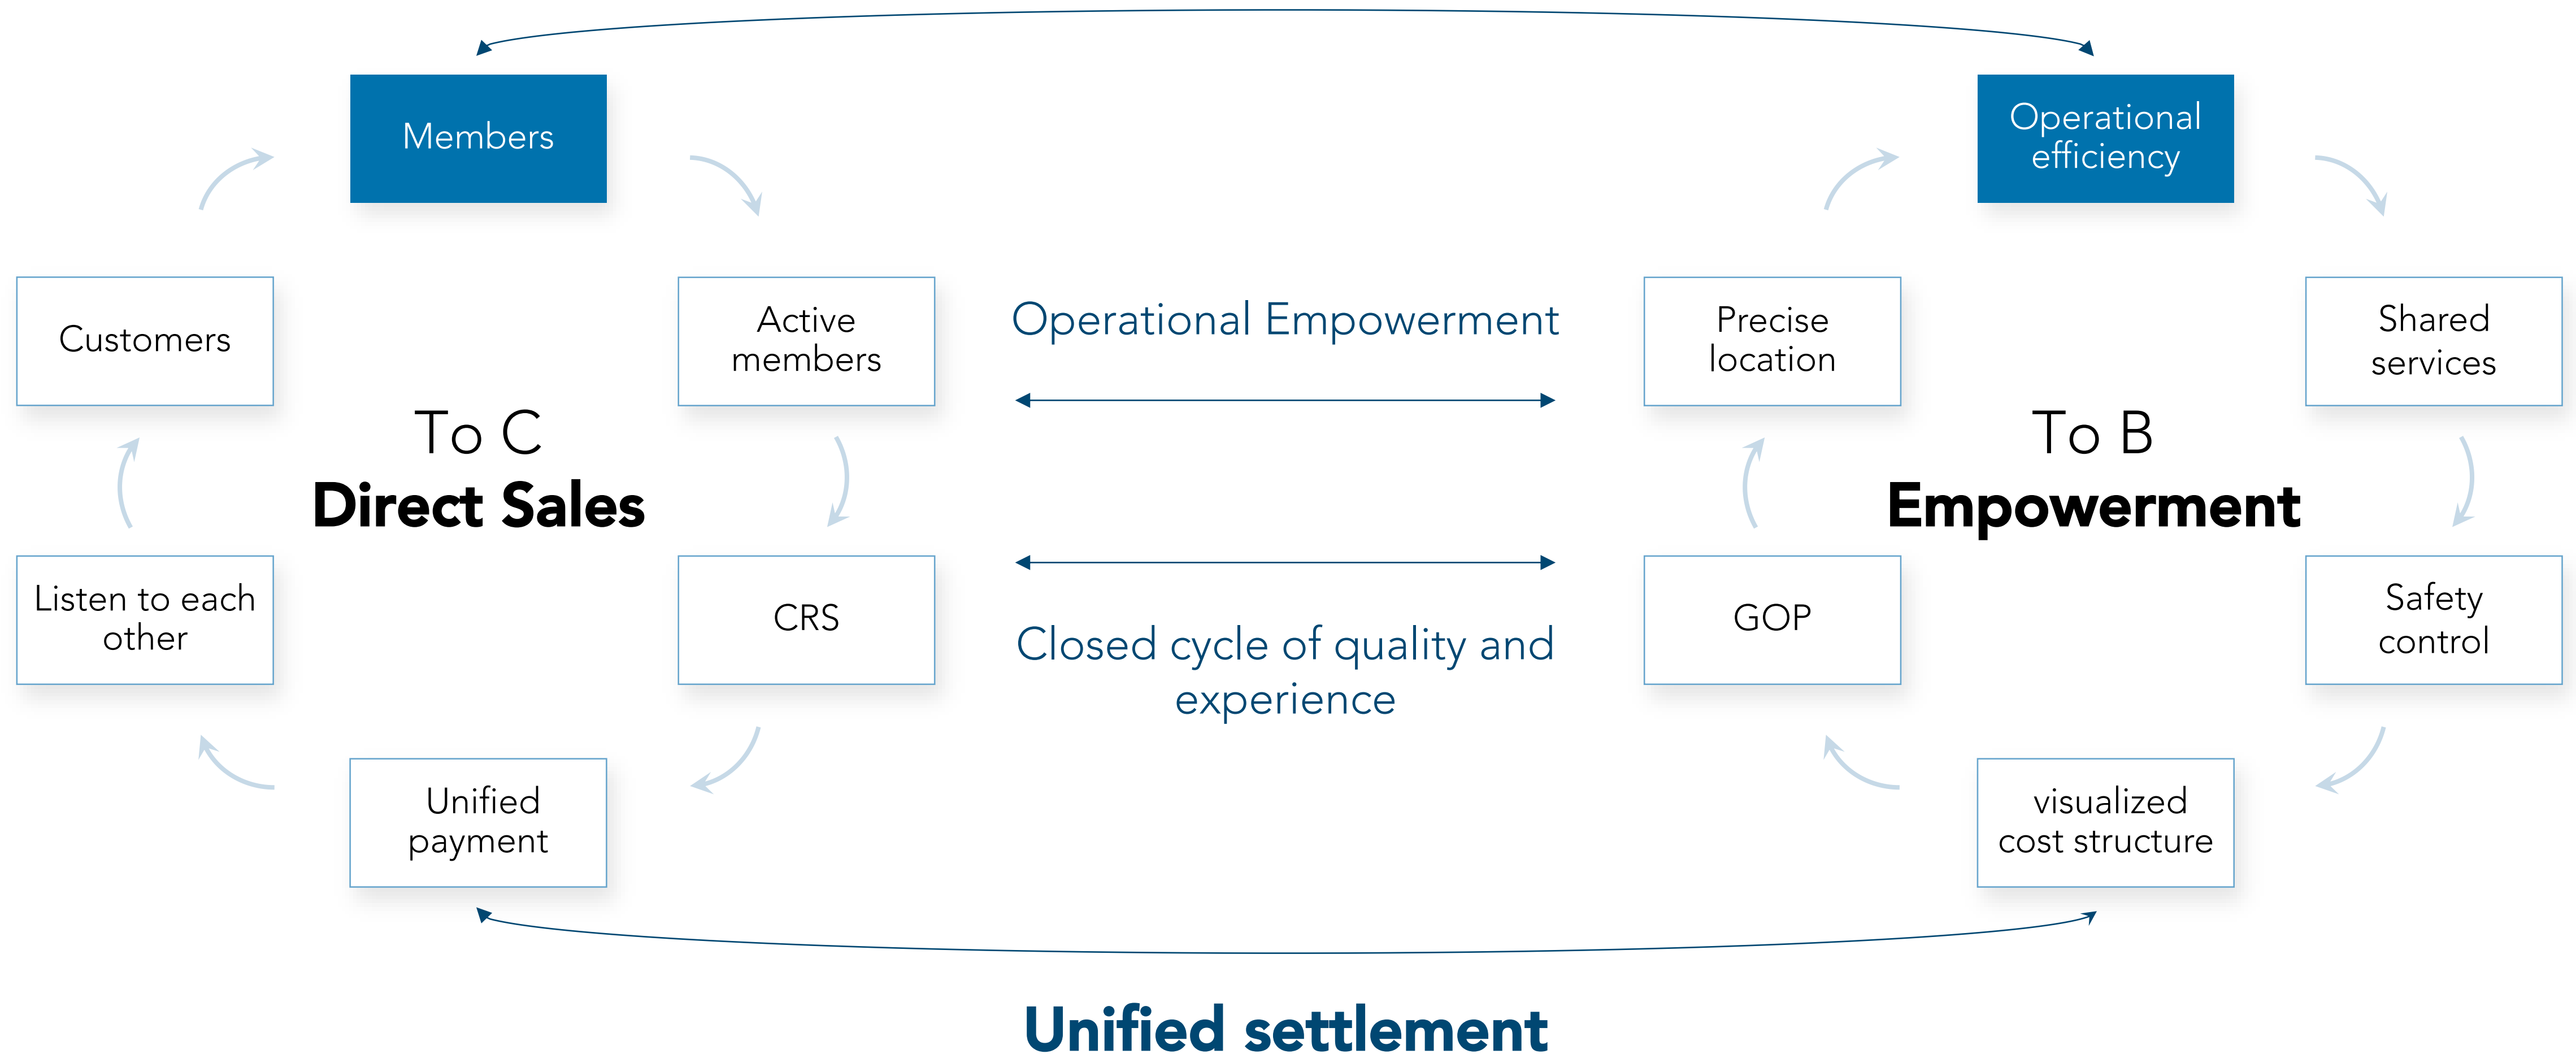 Members
Operational
efficiency
Customers
Active
members
Operational Empowerment
Precise
location
Shared
services
To C
Direct Sales
To B
Empowerment
Listen to each
other
CRS
Closed cycle of quality and
experience
GOP
Safety
control
Unified
payment
visualized
cost structure
Unified settlement